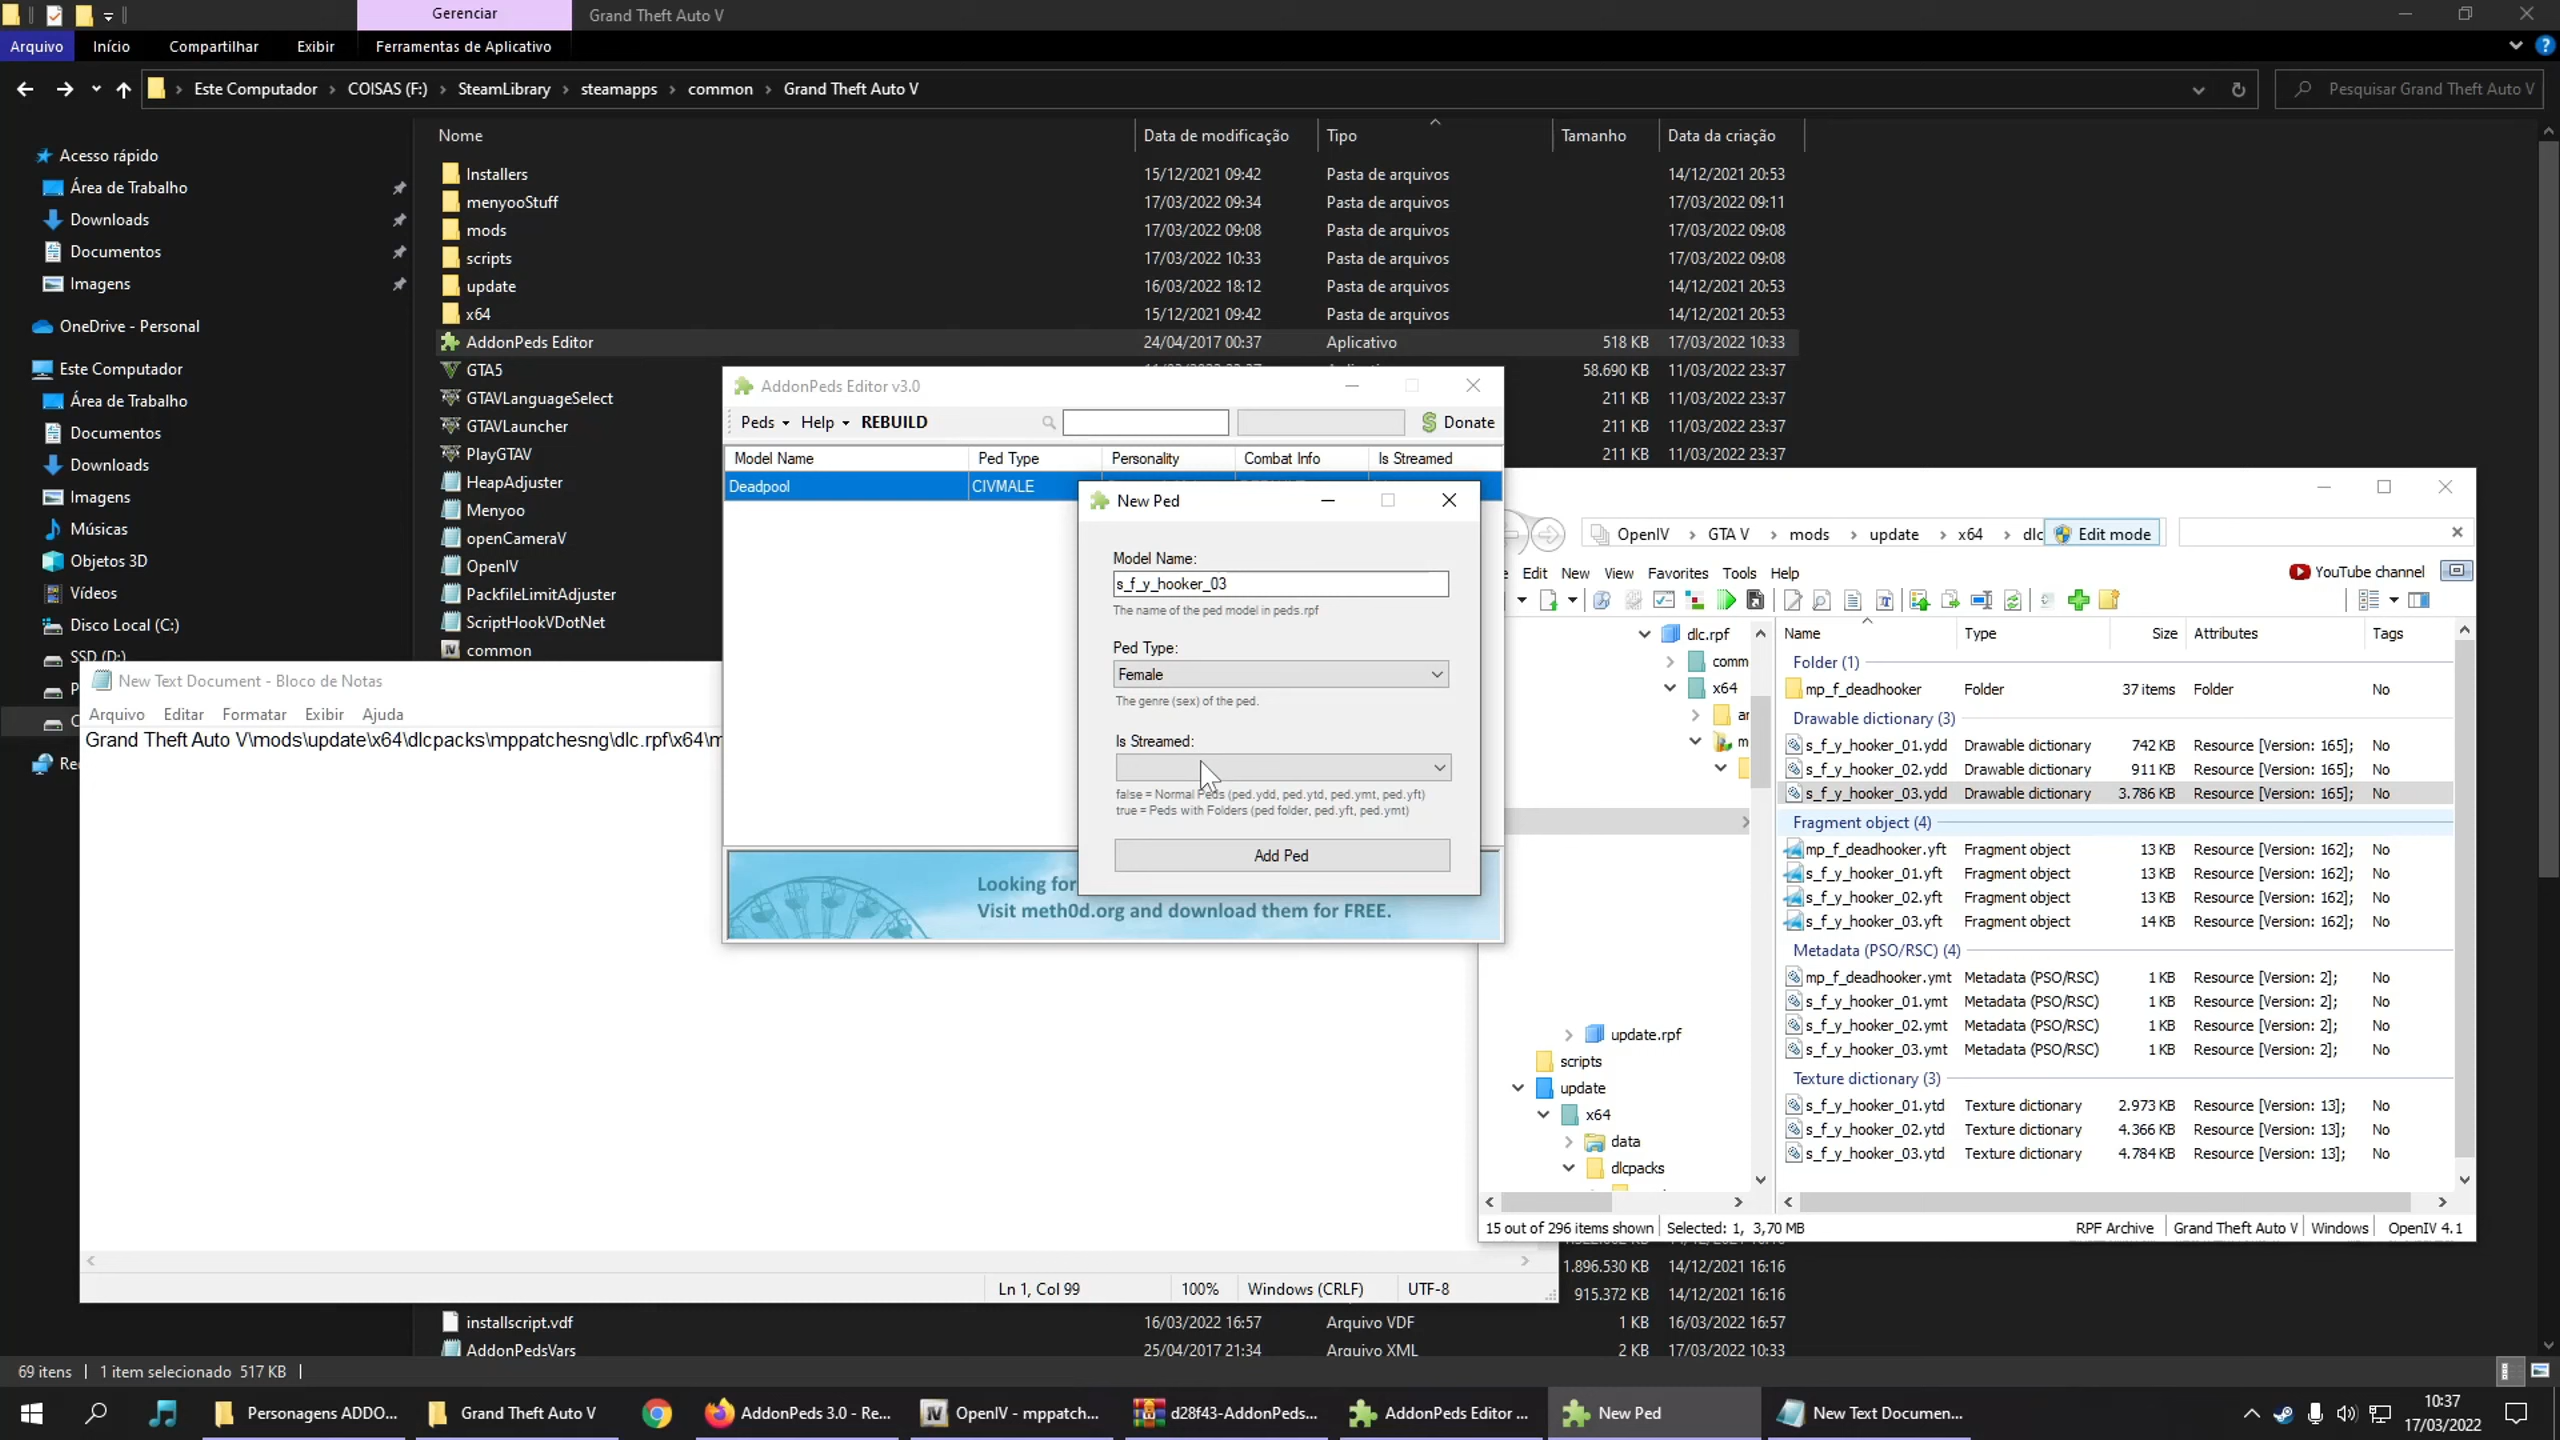 Gerenciar
Grand Theft Auto V
Arquivo
Início
Compartilhar
Exibir
Ferramentas de Aplicativo
Este Computador
COISAS (F:)
SteamLibrary
steamapps
common
Grand Theft Auto V
Pesquisar Grand Theft Auto V
Nome
Data de modificação
Tipo
Tamanho
Data da criação
Acesso rápido
Área de Trabalho
Downloads
Documentos
Imagens
OneDrive - Personal
Este Computador
Área de Trabalho
Documentos
Downloads
Imagens
Músicas
Objetos 3D
Vídeos
Disco Local (C:)
SSD (D:)
Installers 15/12/2021 09:42 Pasta de arquivos 14/12/2021 20:53
menyooStuff 17/03/2022 09:34 Pasta de arquivos 17/03/2022 09:11
mods 17/03/2022 09:08 Pasta de arquivos 17/03/2022 09:08
scripts 17/03/2022 10:33 Pasta de arquivos 17/03/2022 09:08
update 16/03/2022 18:12 Pasta de arquivos 14/12/2021 20:53
x64 15/12/2021 09:42 Pasta de arquivos 14/12/2021 20:53
AddonPeds Editor 24/04/2017 00:37 Aplicativo 518 KB 17/03/2022 10:33
GTA5 58.690 KB 11/03/2022 23:37
GTAVLanguageSelect 211 KB 11/03/2022 23:37
GTAVLauncher 211 KB 11/03/2022 23:37
PlayGTAV 211 KB 11/03/2022 23:37
HeapAdjuster
Menyoo
openCameraV
OpenIV
PackfileLimitAdjuster
ScriptHookVDotNet
common
1.896.530 KB 14/12/2021 16:16
915.372 KB 14/12/2021 16:16
installscript.vdf 16/03/2022 16:57 Arquivo VDF 1 KB 16/03/2022 16:57
AddonPedsVars 25/04/2017 21:34 Arquivo XML 2 KB 17/03/2022 10:33
69 itens
1 item selecionado 517 KB
New Text Document - Bloco de Notas
Arquivo Editar Formatar Exibir Ajuda
Grand Theft Auto V\mods\update\x64\dlcpacks\mppatchesng\dlc.rpf\x64\m
Ln 1, Col 99
100%
Windows (CRLF)
UTF-8
AddonPeds Editor v3.0
Peds Help REBUILD
Donate
Model Name Ped Type Personality Combat Info Is Streamed
Deadpool CIVMALE
Looking for
Visit meth0d.org and download them for FREE.
New Ped
Model Name:
s_f_y_hooker_03
The name of the ped model in peds.rpf
Ped Type:
Female
The genre (sex) of the ped.
Is Streamed:
false = Normal Peds (ped.ydd, ped.ytd, ped.ymt, ped.yft)
true = Peds with Folders (ped folder, ped.yft, ped.ymt)
Add Ped
OpenIV
GTA V
mods
update
x64
dlc
Edit mode
Edit New View Favorites Tools Help
YouTube channel
dlc.rpf
comm
x64
update.rpf
scripts
update
x64
data
dlcpacks
Name Type Size Attributes Tags
Folder (1)
mp_f_deadhooker Folder 37 items Folder No
Drawable dictionary (3)
s_f_y_hooker_01.ydd Drawable dictionary 742 KB Resource [Version: 165]; No
s_f_y_hooker_02.ydd Drawable dictionary 911 KB Resource [Version: 165]; No
s_f_y_hooker_03.ydd Drawable dictionary 3.786 KB Resource [Version: 165]; No
Fragment object (4)
mp_f_deadhooker.yft Fragment object 13 KB Resource [Version: 162]; No
s_f_y_hooker_01.yft Fragment object 13 KB Resource [Version: 162]; No
s_f_y_hooker_02.yft Fragment object 13 KB Resource [Version: 162]; No
s_f_y_hooker_03.yft Fragment object 14 KB Resource [Version: 162]; No
Metadata (PSO/RSC) (4)
mp_f_deadhooker.ymt Metadata (PSO/RSC) 1 KB Resource [Version: 2]; No
s_f_y_hooker_01.ymt Metadata (PSO/RSC) 1 KB Resource [Version: 2]; No
s_f_y_hooker_02.ymt Metadata (PSO/RSC) 1 KB Resource [Version: 2]; No
s_f_y_hooker_03.ymt Metadata (PSO/RSC) 1 KB Resource [Version: 2]; No
Texture dictionary (3)
s_f_y_hooker_01.ytd Texture dictionary 2.973 KB Resource [Version: 13]; No
s_f_y_hooker_02.ytd Texture dictionary 4.366 KB Resource [Version: 13]; No
s_f_y_hooker_03.ytd Texture dictionary 4.784 KB Resource [Version: 13]; No
15 out of 296 items shown
Selected: 1, 3,70 MB
RPF Archive
Grand Theft Auto V
Windows
OpenIV 4.1
Personagens ADDO...
Grand Theft Auto V
AddonPeds 3.0 - Re...
OpenIV - mppatch...
d28f43-AddonPeds...
AddonPeds Editor ...
New Ped
New Text Documen...
10:37
17/03/2022